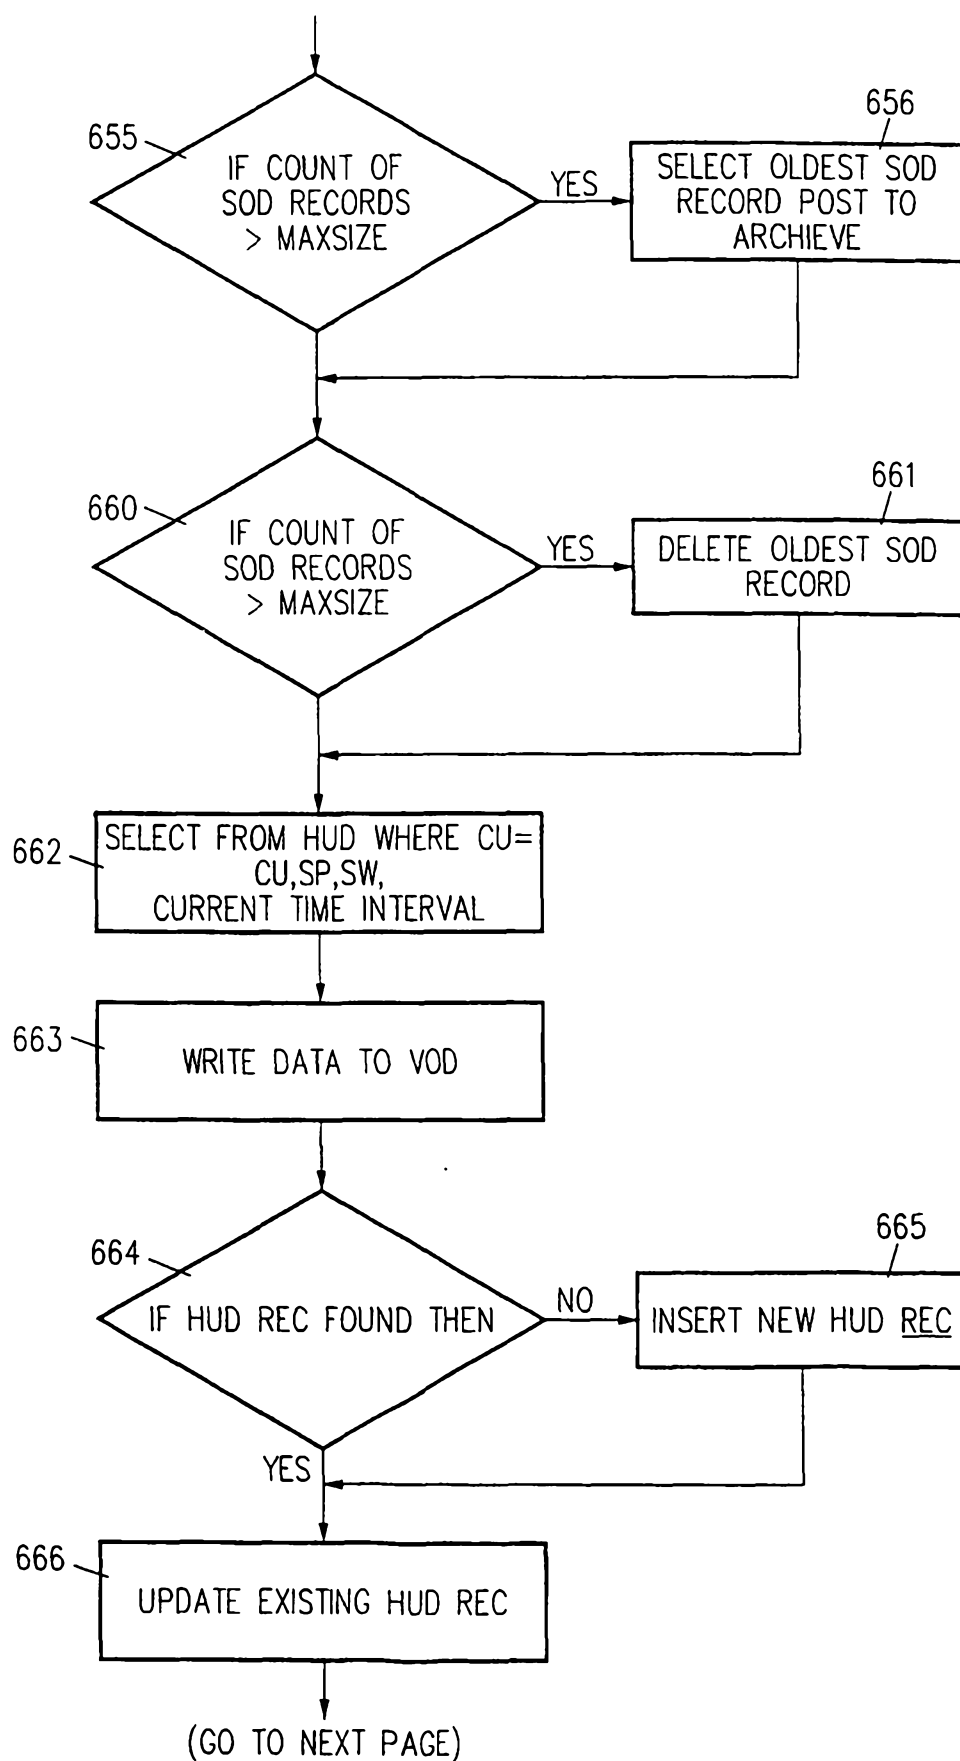 655
IF COUNT OF
SOD RECORDS
> MAXSIZE
YES
656
SELECT OLDEST SOD
RECORD POST TO
ARCHIEVE
660
IF COUNT OF
SOD RECORDS
> MAXSIZE
YES
661
DELETE OLDEST SOD
RECORD
662
SELECT FROM HUD WHERE CU=
CU,SP,SW,
CURRENT TIME INTERVAL
663
WRITE DATA TO VOD
664
IF HUD REC FOUND THEN
NO
665
INSERT NEW HUD REC
YES
666
UPDATE EXISTING HUD REC
(GO TO NEXT PAGE)